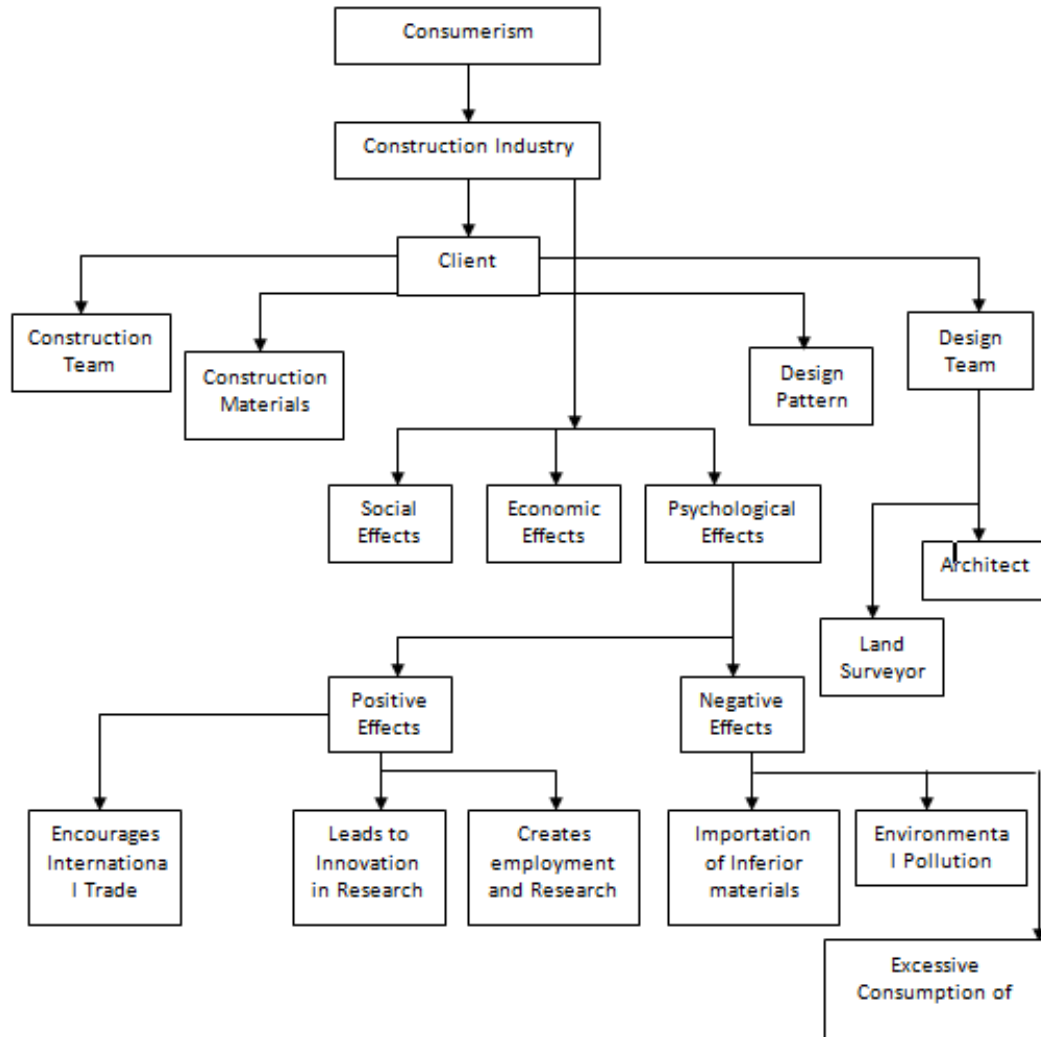 Consumerism
Construction Industry
Client
Construction
Team
Construction
Materials
Design
Pattern
Design
Team
Social
Effects
Economic
Effects
Psychological
Effects
Architect
Land
Surveyor
Positive
Effects
Negative
Effects
Encourages
Internationa
l Trade
Leads to
Innovation
in Research
Creates
employment
and Research
Importation
of Inferior
materials
Environmenta
l Pollution
Excessive
Consumption of